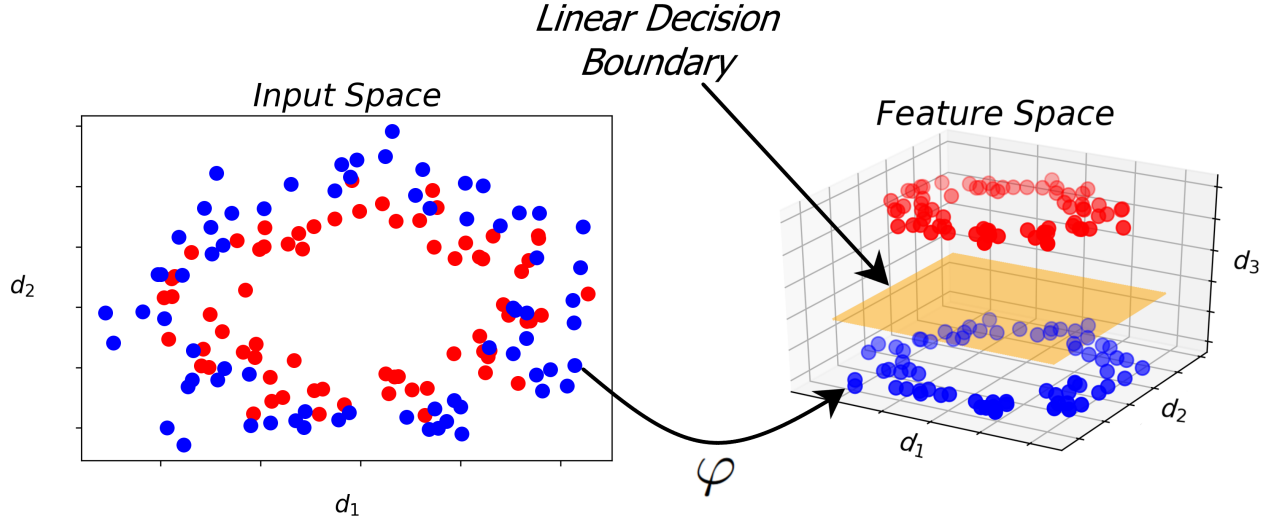 Linear Decision
Boundary
Input Space
Feature Space
d₂
d₁
φ
d₃
d₂
d₁